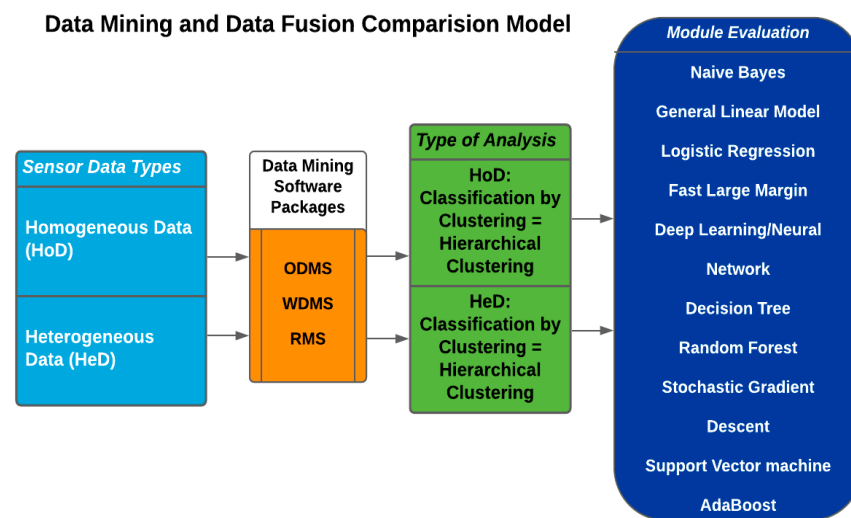 Data Mining and Data Fusion Comparision Model
Sensor Data Types
Homogeneous Data
(HoD)
Heterogeneous
Data (HeD)
Data Mining
Software
Packages
ODMS
WDMS
RMS
Type of Analysis
HoD:
Classification by
Clustering =
Hierarchical
Clustering
HeD:
Classification by
Clustering =
Hierarchical
Clustering
Module Evaluation
Naive Bayes
General Linear Model
Logistic Regression
Fast Large Margin
Deep Learning/Neural
Network
Decision Tree
Random Forest
Stochastic Gradient
Descent
Support Vector machine
AdaBoost